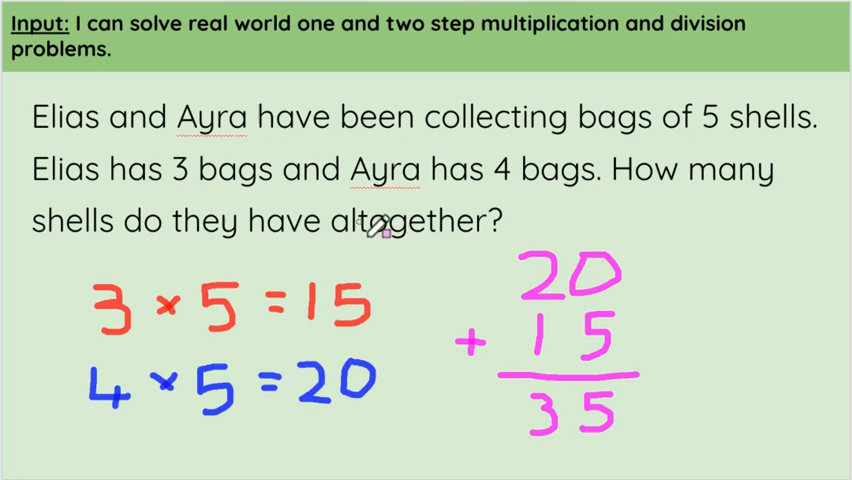 Input: I can solve real world one and two step multiplication and division
problems.
Elias and Ayra have been collecting bags of 5 shells.
Elias has 3 bags and Ayra has 4 bags. How many
shells do they have altogether?
3 × 5 = 15
4 × 5 = 20
20
+ 15
35